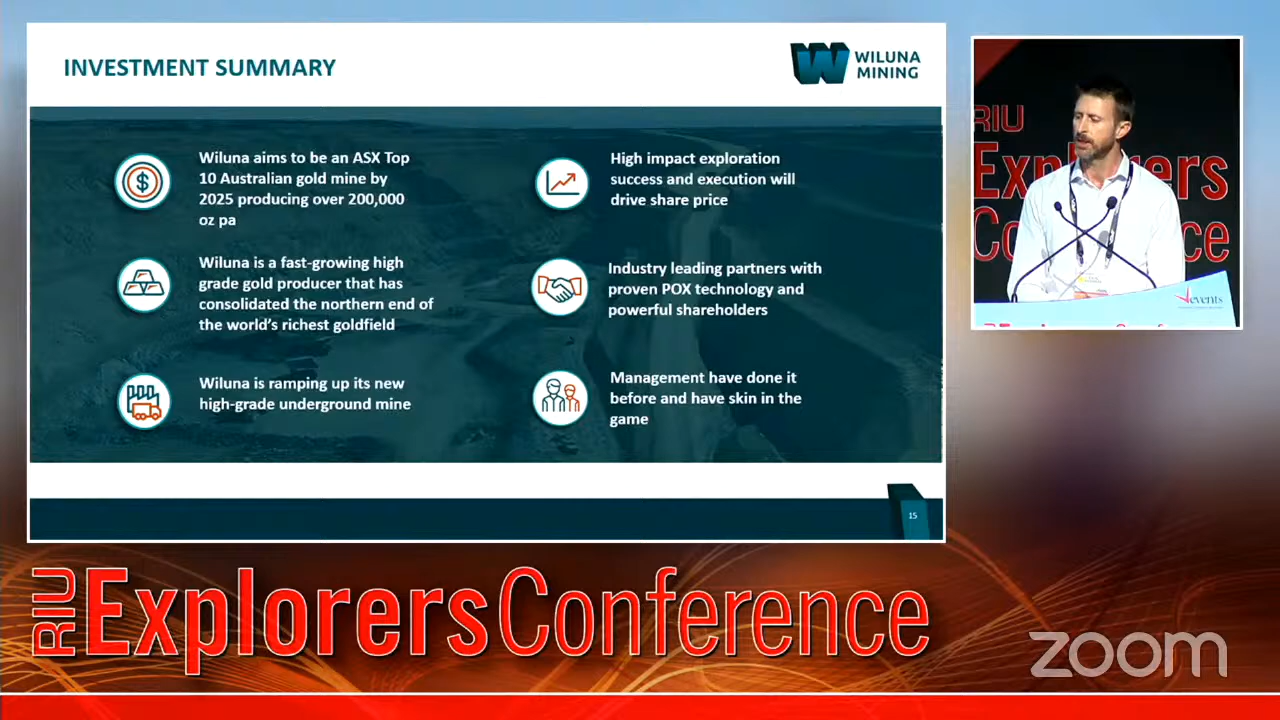 INVESTMENT SUMMARY
WILUNA
MINING
Wiluna aims to be an ASX Top
10 Australian gold mine by
2025 producing over 200,000
oz pa
Wiluna is a fast-growing high
grade gold producer that has
consolidated the northern end of
the world's richest goldfield
Wiluna is ramping up its new
high-grade underground mine
High impact exploration
success and execution will
drive share price
Industry leading partners with
proven POX technology and
powerful shareholders
Management have done it
before and have skin in the
game
15
RIU
Explorers
Conference
events
RIU ExplorersConference
zoom